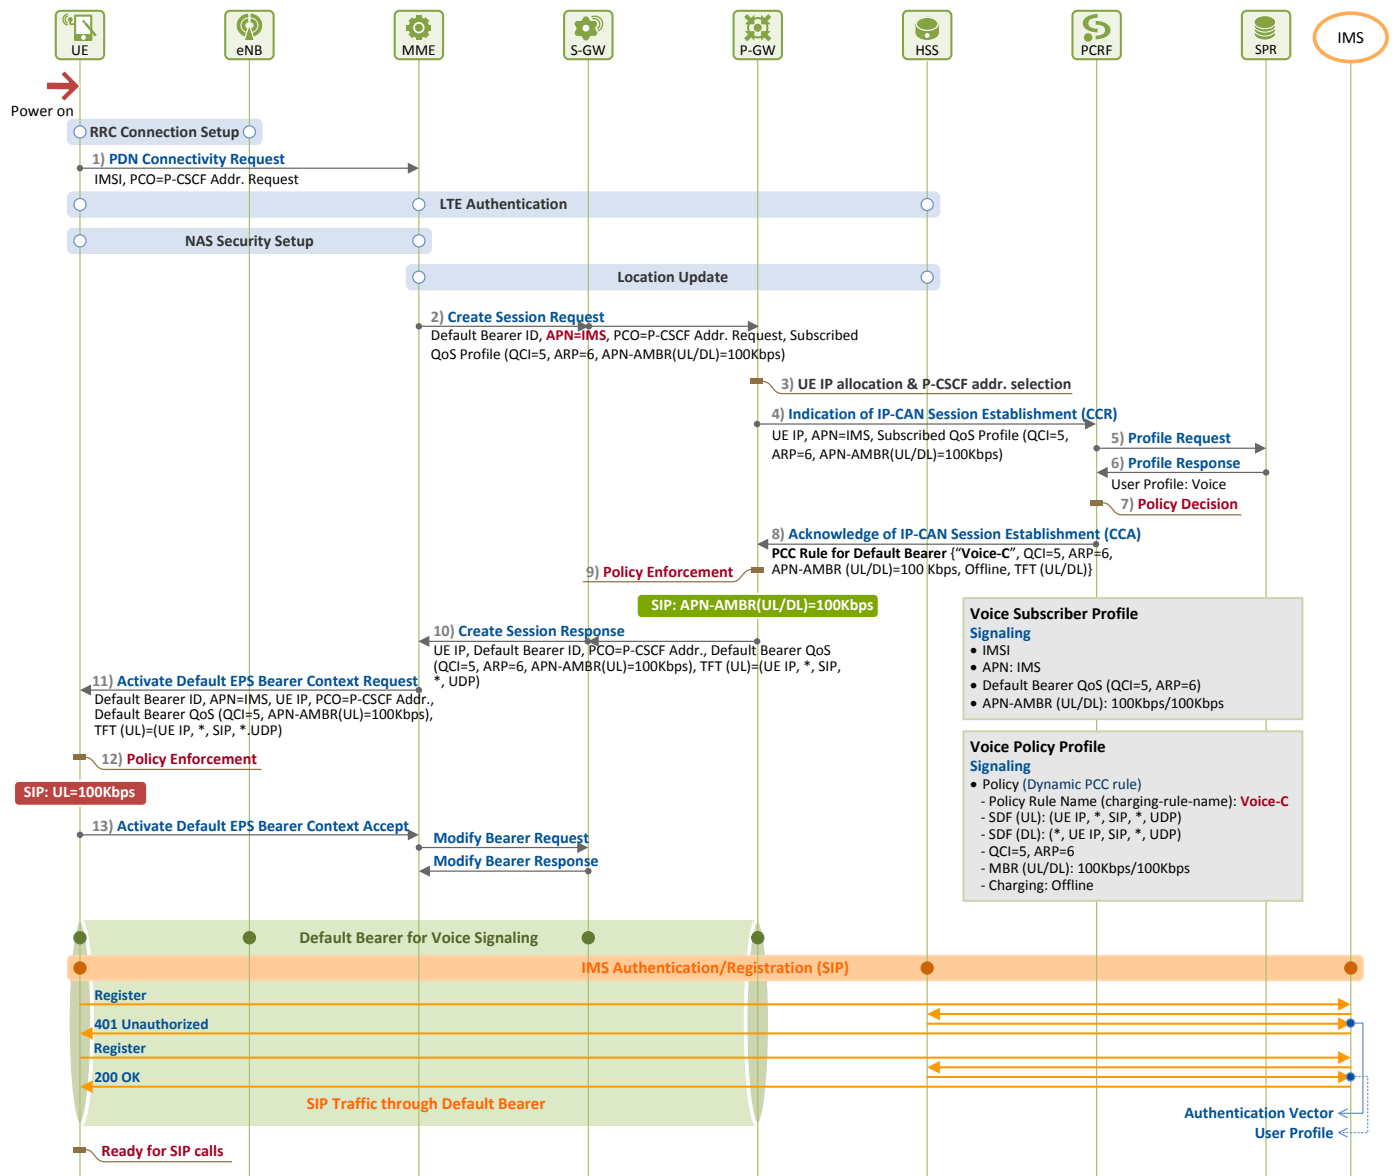 UE
eNB
MME
S-GW
P-GW
HSS
PCRF
SPR
IMS
Power on
RRC Connection Setup
1) PDN Connectivity Request
IMSI, PCO=P-CSCF Addr. Request
LTE Authentication
NAS Security Setup
Location Update
2) Create Session Request
Default Bearer ID, APN=IMS, PCO=P-CSCF Addr. Request, Subscribed
QoS Profile (QCI=5, ARP=6, APN-AMBR(UL/DL)=100Kbps)
3) UE IP allocation & P-CSCF addr. selection
4) Indication of IP-CAN Session Establishment (CCR)
UE IP, APN=IMS, Subscribed QoS Profile (QCI=5,
ARP=6, APN-AMBR(UL/DL)=100Kbps)
5) Profile Request
6) Profile Response
User Profile: Voice
7) Policy Decision
8) Acknowledge of IP-CAN Session Establishment (CCA)
PCC Rule for Default Bearer {“Voice-C”, QCI=5, ARP=6,
APN-AMBR (UL/DL)=100 Kbps, Offline, TFT (UL/DL)}
9) Policy Enforcement
SIP: APN-AMBR(UL/DL)=100Kbps
10) Create Session Response
UE IP, Default Bearer ID, PCO=P-CSCF Addr., Default Bearer QoS
(QCI=5, ARP=6, APN-AMBR(UL)=100Kbps), TFT (UL)=(UE IP, *, SIP,
*, UDP)
11) Activate Default EPS Bearer Context Request
Default Bearer ID, APN=IMS, UE IP, PCO=P-CSCF Addr.,
Default Bearer QoS (QCI=5, APN-AMBR(UL)=100Kbps),
TFT (UL)=(UE IP, *, SIP, *.UDP)
12) Policy Enforcement
SIP: UL=100Kbps
13) Activate Default EPS Bearer Context Accept
Modify Bearer Request
Modify Bearer Response
Voice Subscriber Profile
Signaling
● IMSI
● APN: IMS
● Default Bearer QoS (QCI=5, ARP=6)
● APN-AMBR (UL/DL): 100Kbps/100Kbps
Voice Policy Profile
Signaling
● Policy (Dynamic PCC rule)
- Policy Rule Name (charging-rule-name): Voice-C
- SDF (UL): (UE IP, *, SIP, *, UDP)
- SDF (DL): (*, UE IP, SIP, *, UDP)
- QCI=5, ARP=6
- MBR (UL/DL): 100Kbps/100Kbps
- Charging: Offline
Default Bearer for Voice Signaling
IMS Authentication/Registration (SIP)
Register
401 Unauthorized
Register
200 OK
SIP Traffic through Default Bearer
Authentication Vector
User Profile
Ready for SIP calls